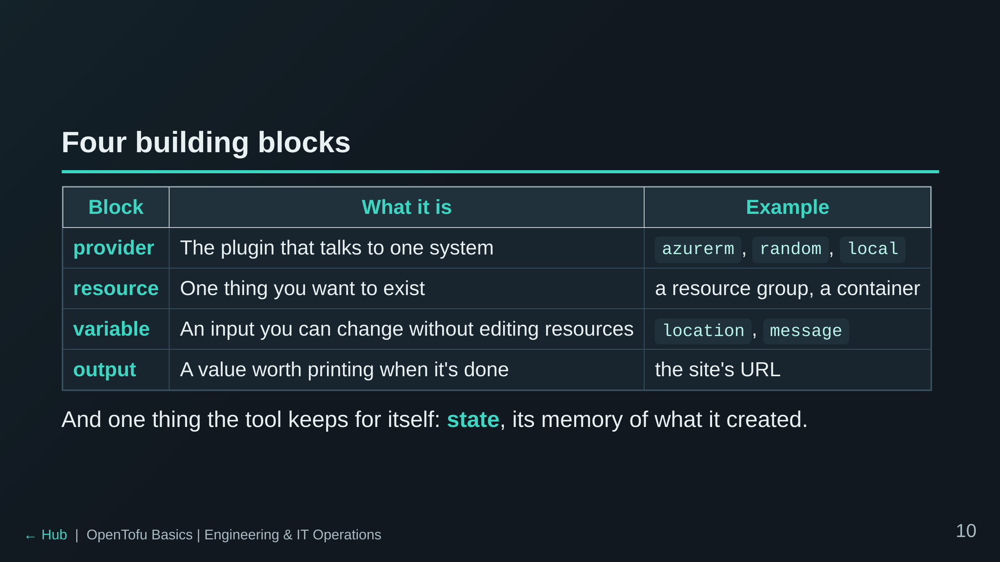 Four building blocks
Block What it is Example
provider The plugin that talks to one system azurerm, random, local
resource One thing you want to exist a resource group, a container
variable An input you can change without editing resources location, message
output A value worth printing when it's done the site's URL
And one thing the tool keeps for itself: state, its memory of what it created.
← Hub | OpenTofu Basics | Engineering & IT Operations
10